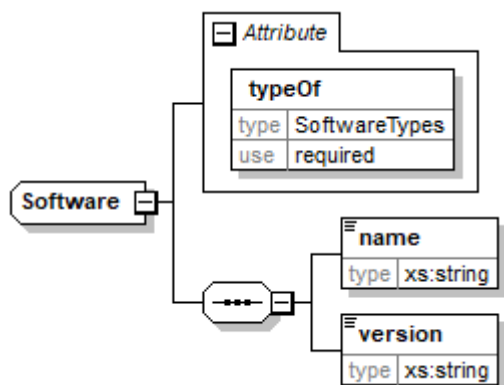 Attribute
typeOf
type SoftwareTypes
use required
Software
name
type xs:string
version
type xs:string